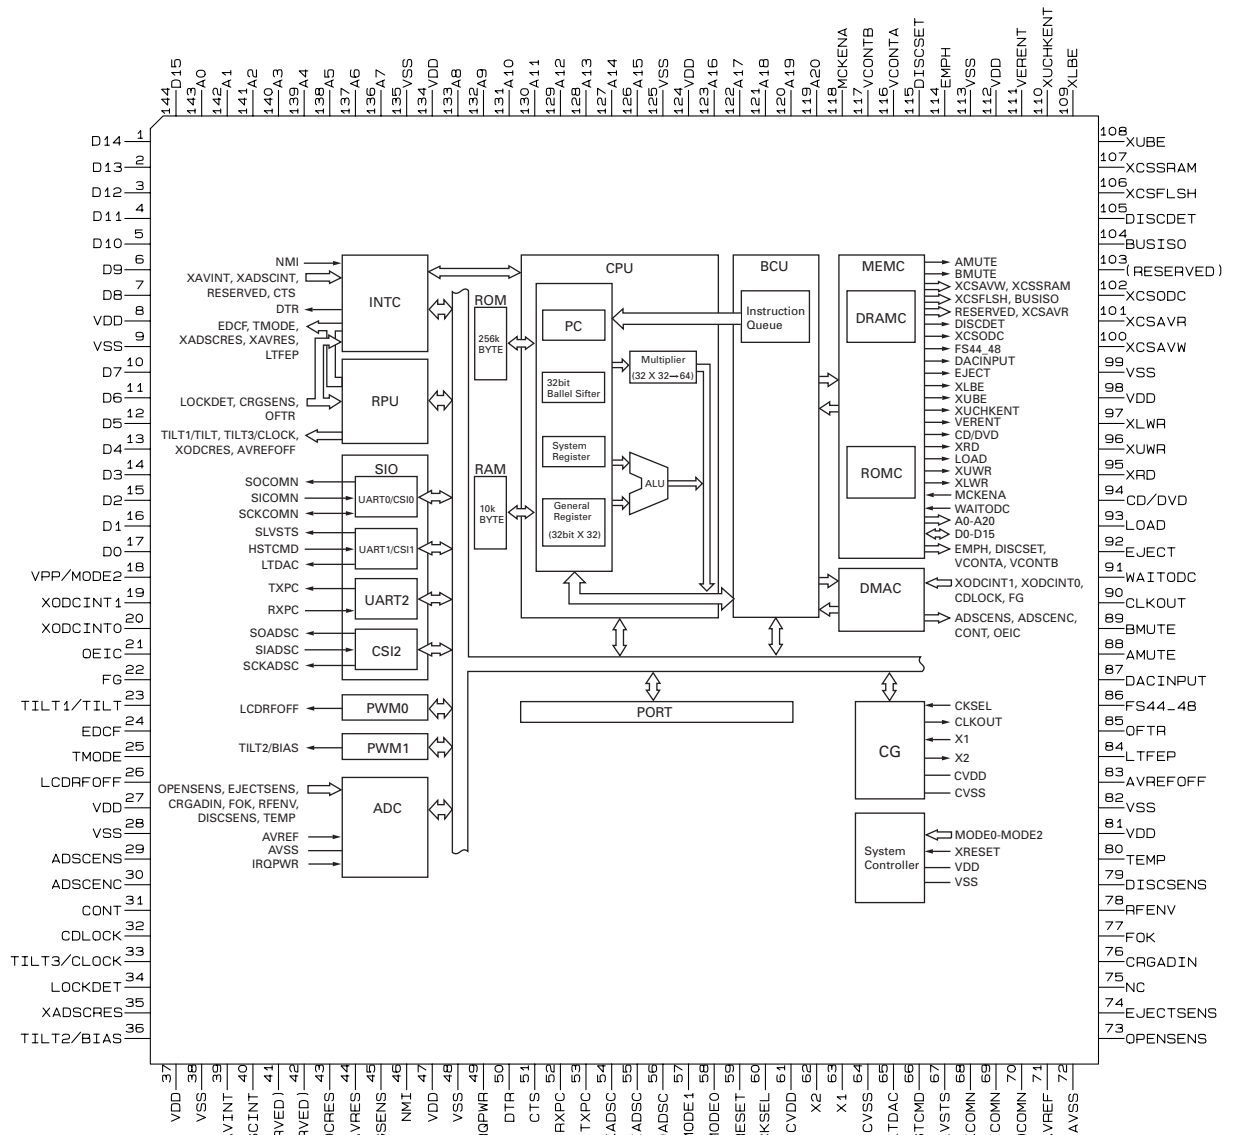 144 D15
143 A0
142 A1
141 A2
140 A3
139 A4
138 A5
137 A6
136 A7
135 VSS
134 VDD
133 A8
132 A9
131 A10
130 A11
129 A12
128 A13
127 A14
126 A15
125 VSS
124 VDD
123 A16
122 A17
121 A18
120 A19
119 A20
118 MCKENA
117 VCONTB
116 VCONTA
115 DISCSET
114 EMPH
113 VSS
112 VDD
111 VERENT
110 XUCHKENT
109 XLBE
D14 1
D13 2
D12 3
D11 4
D10 5
D9 6
D8 7
VDD 8
VSS 9
D7 10
D6 11
D5 12
D4 13
D3 14
D2 15
D1 16
D0 17
VPP/MODE2 18
XODCINT1 19
XODCINT0 20
OEIC 21
FG 22
TILT1/TILT 23
EDCF 24
TMODE 25
LCDRFOFF 26
VDD 27
VSS 28
ADSCENS 29
ADSCENC 30
CONT 31
CDLOCK 32
TILT3/CLOCK 33
LOCKDET 34
XADSCRES 35
TILT2/BIAS 36
NMI
XAVINT, XADSCINT,
RESERVED, CTS
DTR
EDCF, TMODE,
XADSCRES, XAVRES,
LTFEP
LOCKDET, CRGSENS,
OFTR
TILT1/TILT, TILT3/CLOCK,
XODCRES, AVREFOFF
SOCOMN
SICOMN
SCKCOMN
SLVSTS
HSTCMD
LTDAC
TXPC
RXPC
SOADSC
SIADSC
SCKADSC
LCDRFOFF
TILT2/BIAS
OPENSENS, EJECTSENS,
CRGADIN, FOK, RFENV,
DISCSENS, TEMP
AVREF
AVSS
IRQPWR
INTC
RPU
SIO
UART0/CSI0
UART1/CSI1
UART2
CSI2
PWM0
PWM1
ADC
ROM
256k
BYTE
RAM
10k
BYTE
CPU
PC
32bit
Ballel Sifter
System
Register
General
Register
(32bit X 32)
Multiplier
(32 X 32→64)
ALU
BCU
Instruction
Queue
PORT
MEMC
DRAMC
ROMC
DMAC
CG
System
Controller
AMUTE
BMUTE
XCSAVW, XCSSRAM
XCSFLSH, BUSISO
RESERVED, XCSAVR
DISCDET
XCSODC
FS44_48
DACINPUT
EJECT
XLBE
XUBE
XUCHKENT
VERENT
CD/DVD
XRD
LOAD
XUWR
XLWR
MCKENA
WAITODC
A0-A20
D0-D15
EMPH, DISCSET,
VCONTA, VCONTB
XODCINT1, XODCINT0,
CDLOCK, FG
ADSCENS, ADSCENC,
CONT, OEIC
CKSEL
CLKOUT
X1
X2
CVDD
CVSS
MODE0-MODE2
XRESET
VDD
VSS
108 XUBE
107 XCSSRAM
106 XCSFLSH
105 DISCDET
104 BUSISO
103 (RESERVED)
102 XCSODC
101 XCSAVR
100 XCSAVW
99 VSS
98 VDD
97 XLWR
96 XUWR
95 XRD
94 CD/DVD
93 LOAD
92 EJECT
91 WAITODC
90 CLKOUT
89 BMUTE
88 AMUTE
87 DACINPUT
86 FS44_48
85 OFTR
84 LTFEP
83 AVREFOFF
82 VSS
81 VDD
80 TEMP
79 DISCSENS
78 RFENV
77 FOK
76 CRGADIN
75 NC
74 EJECTSENS
73 OPENSENS
37 VDD
38 VSS
39 AVINT
40 SCINT
41 RVED)
42 RVED)
43 DCRES
44 AVRES
45 GSENS
46 NMI
47 VDD
48 VSS
49 IQPWR
50 DTR
51 CTS
52 RXPC
53 TXPC
54 KADSC
55 ADSC
56 ADSC
57 MODE1
58 MODE0
59 RESET
60 CKSEL
61 CVDD
62 X2
63 X1
64 CVSS
65 LTDAC
66 STCMD
67 LVSTS
68 COMN
69 COMN
70 OCOMN
71 VREF
72 AVSS